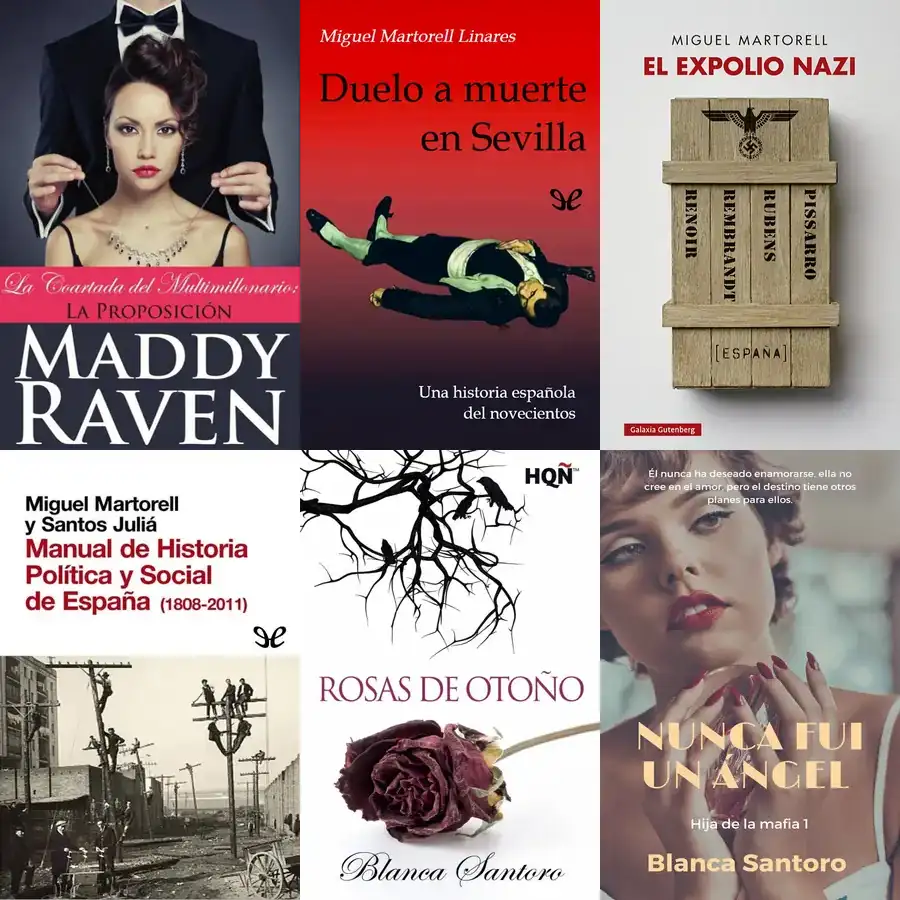 La Coartada del Multimillonario:
LA PROPOSICIÓN
MADDY
RAVEN
Miguel Martorell Linares
Duelo a muerte
en Sevilla
Una historia española
del novecientos
MIGUEL MARTORELL
EL EXPOLIO NAZI
RENOIR
REMBRANDT
RUBENS
PISSARRO
[ESPAÑA]
Galaxia Gutenberg
Miguel Martorell
y Santos Juliá
Manual de Historia
Política y Social
de España (1808-2011)
HQÑ™
ROSAS DE OTOÑO
Blanca Santoro
Él nunca ha deseado enamorarse, ella no
cree en el amor, pero el destino tiene otros
planes para ellos.
NUNCA FUI
UN ANGEL
Hija de la mafia 1
Blanca Santoro